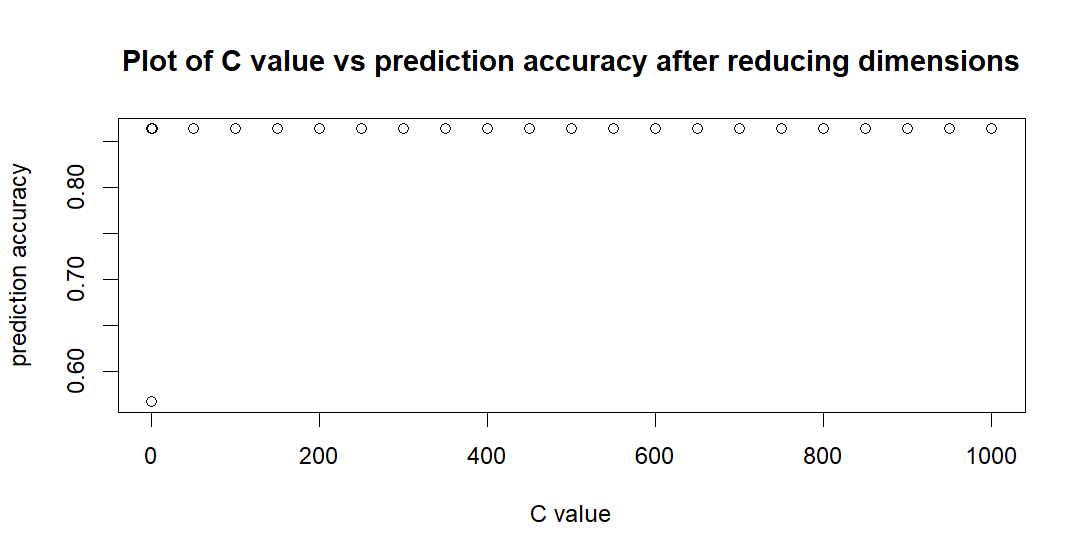 Plot of C value vs prediction accuracy after reducing dimensions
prediction accuracy
0.80
0.70
0.60
0 200 400 600 800 1000
C value